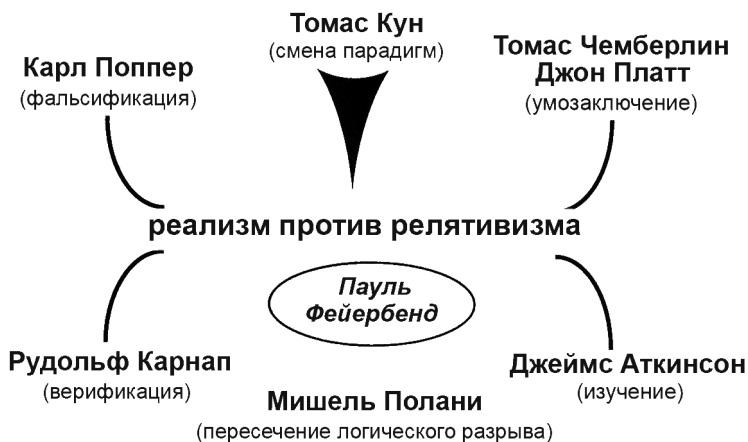 Томас Кун
(смена парадигм)
Карл Поппер
(фальсификация)
Томас Чемберлин
Джон Платт
(умозаключение)
реализм против релятивизма
Пауль
Фейербенд
Рудольф Карнап
(верификация)
Джеймс Аткинсон
(изучение)
Мишель Полани
(пересечение логического разрыва)